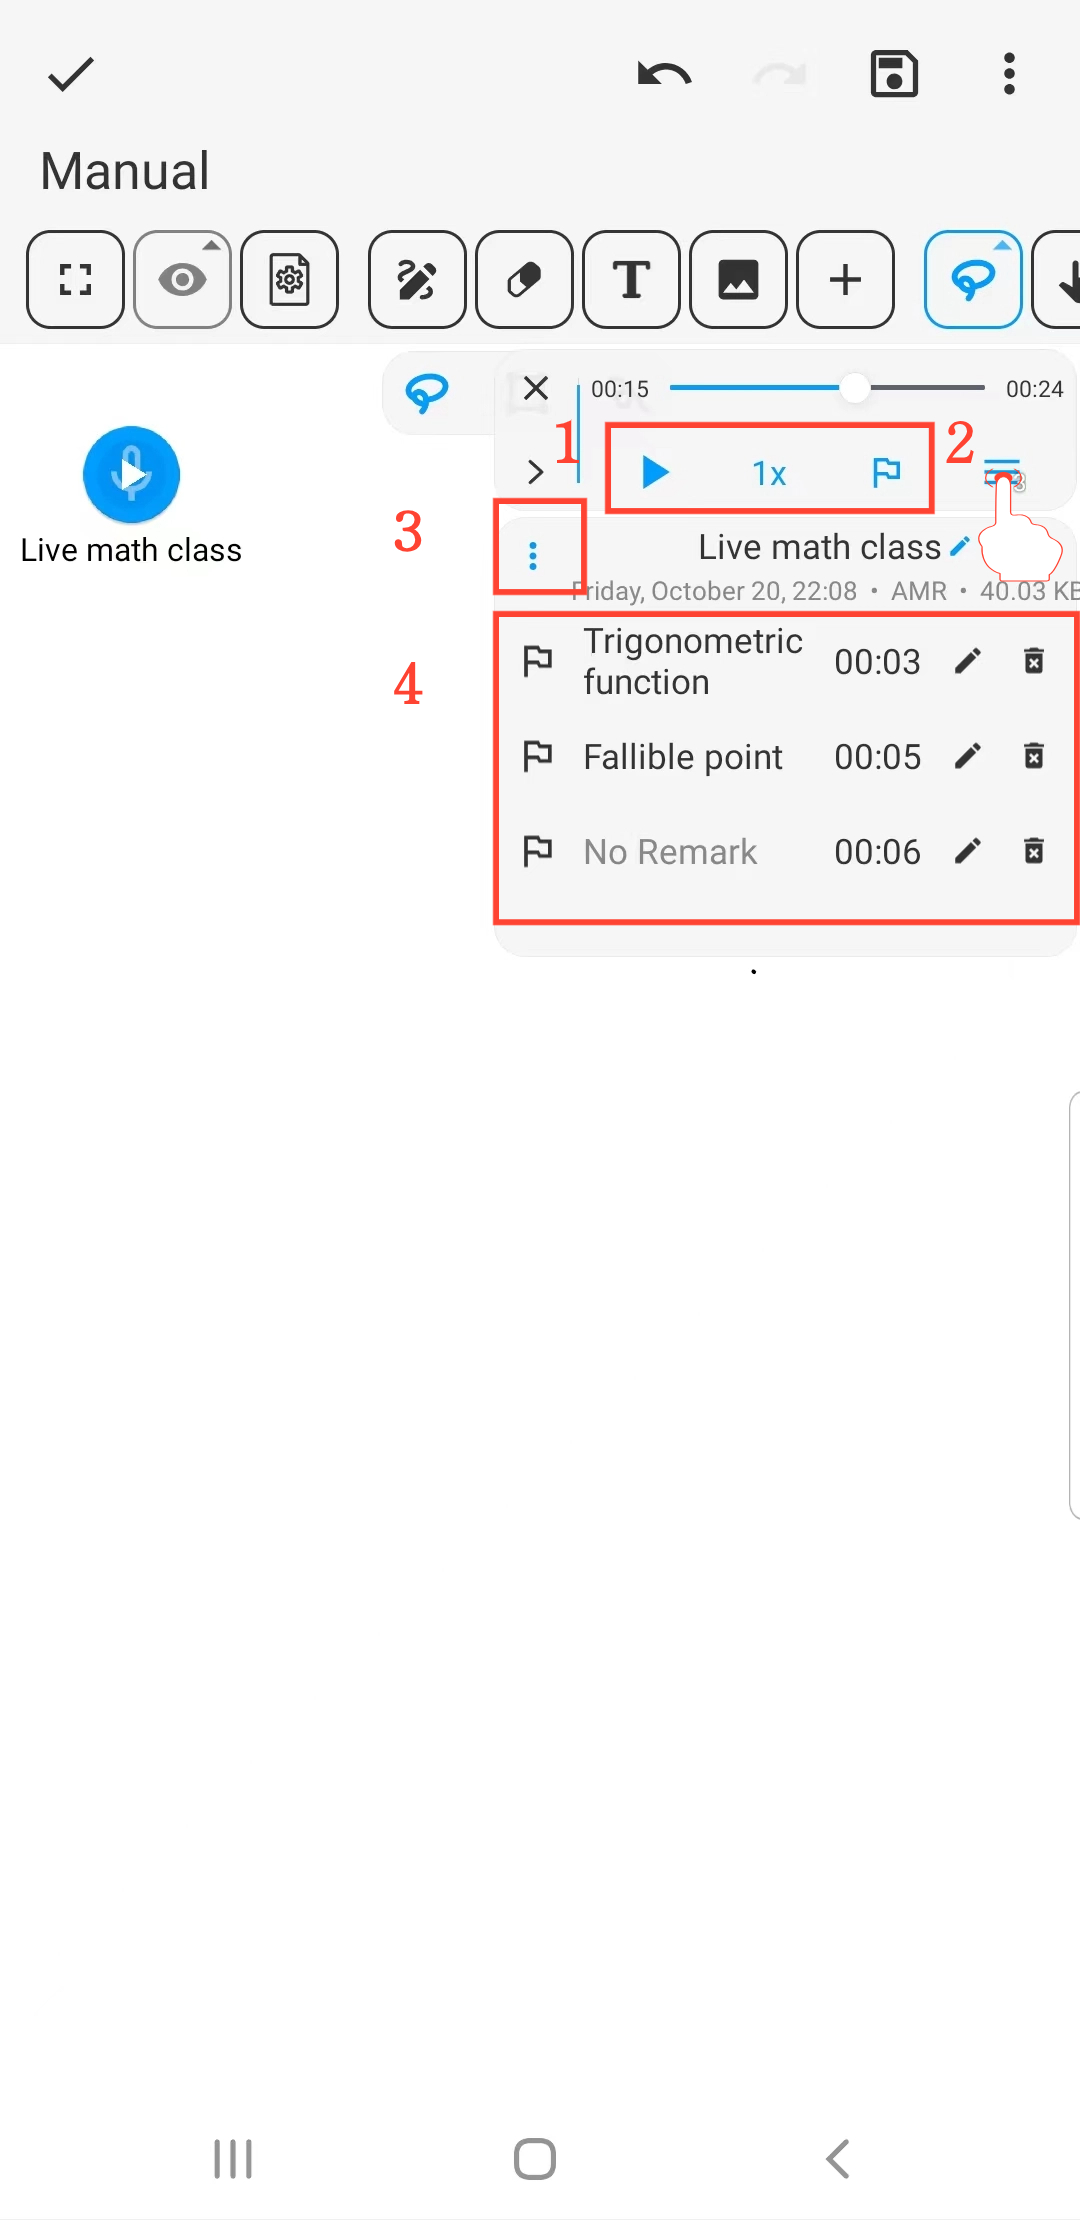 Manual
T
00:15
00:24
1
1x
2
3
Live math class
3
Live math class
Friday, October 20, 22:08 • AMR • 40.03 KB
Trigonometric
function
00:03
4
Fallible point
00:05
No Remark
00:06